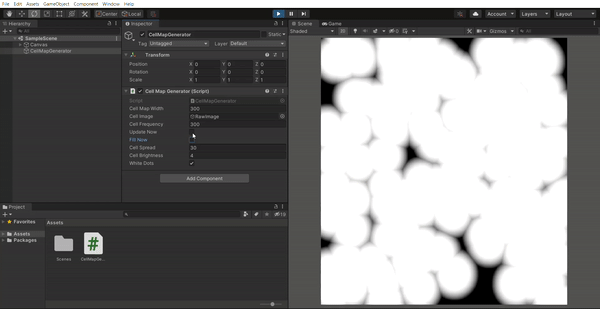 File Edit Assets GameObject Component Window Help
Center Local Account Layers Layout
Hierarchy Inspector Scene Game
All
SampleScene
Canvas
CellMapGenerator
CellMapGenerator Static
Tag Untagged Layer Default
Transform
Position X 0 Y 0 Z 0
Rotation X 0 Y 0 Z 0
Scale X 1 Y 1 Z 1
Cell Map Generator (Script)
Script CellMapGenerator
Cell Map Width 300
Cell Image RawImage
Cell Frequency 300
Update Now
Fill Now
Cell Spread 30
Cell Brightness 4
White Dots
Add Component
Shaded 2D Gizmos All
Project
Favorites
Assets
Packages
Assets
Scenes CellMapGe...